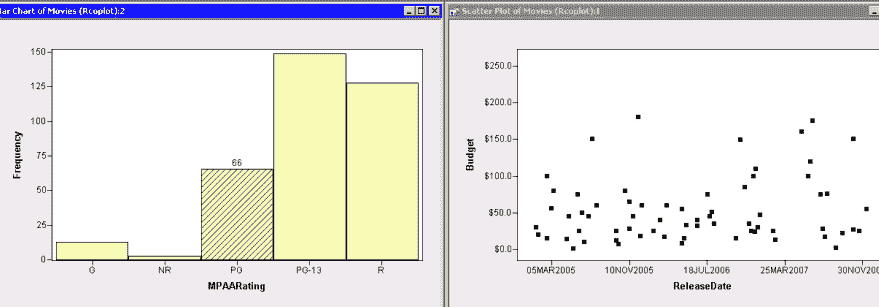 Bar Chart of Movies (Rcoplot):2
Scatter Plot of Movies (Rcoplot):1
150
125
100
75
50
25
0
Frequency
66
G NR PG PG-13 R
MPAARating
$250.0
$200.0
$150.0
$100.0
$50.0
$0.0
Budget
05MAR2005 10NOV2005 18JUL2006 25MAR2007 30NOV
ReleaseDate